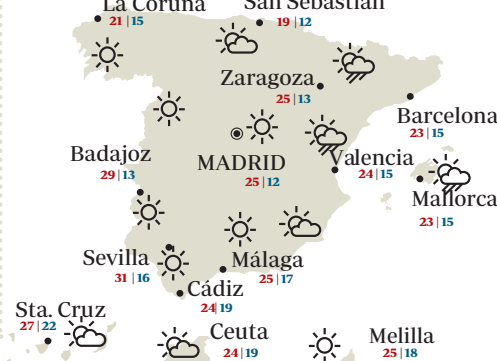 La Coruña
21|15
San Sebastián
19|12
Zaragoza
25|13
Barcelona
23|15
Badajoz
29|13
MADRID
25|12
Valencia
24|15
Mallorca
23|15
Sevilla
31|16
Málaga
25|17
Cádiz
24|19
Sta. Cruz
27|22
Ceuta
24|19
Melilla
25|18